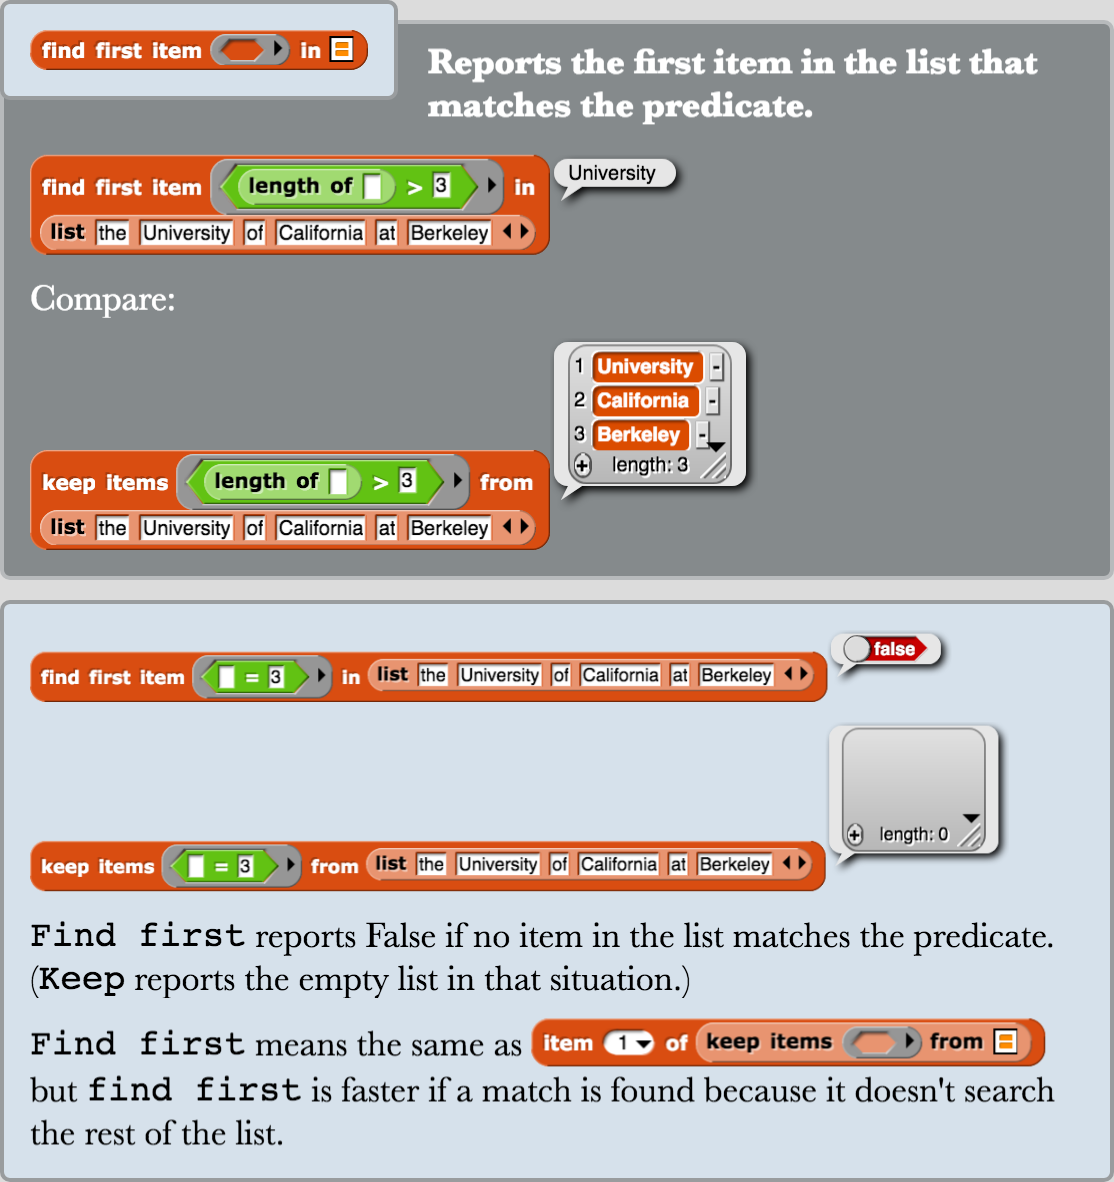 find first item in
Reports the first item in the list that
matches the predicate.
find first item length of > 3 in
list the University of California at Berkeley
University
Compare:
1 University -
2 California -
3 Berkeley -
+ length: 3
keep items length of > 3 from
list the University of California at Berkeley
find first item = 3 in list the University of California at Berkeley
false
+ length: 0
keep items = 3 from list the University of California at Berkeley
Find first reports False if no item in the list matches the predicate.
(Keep reports the empty list in that situation.)
Find first means the same as item 1 of keep items from
but find first is faster if a match is found because it doesn't search
the rest of the list.